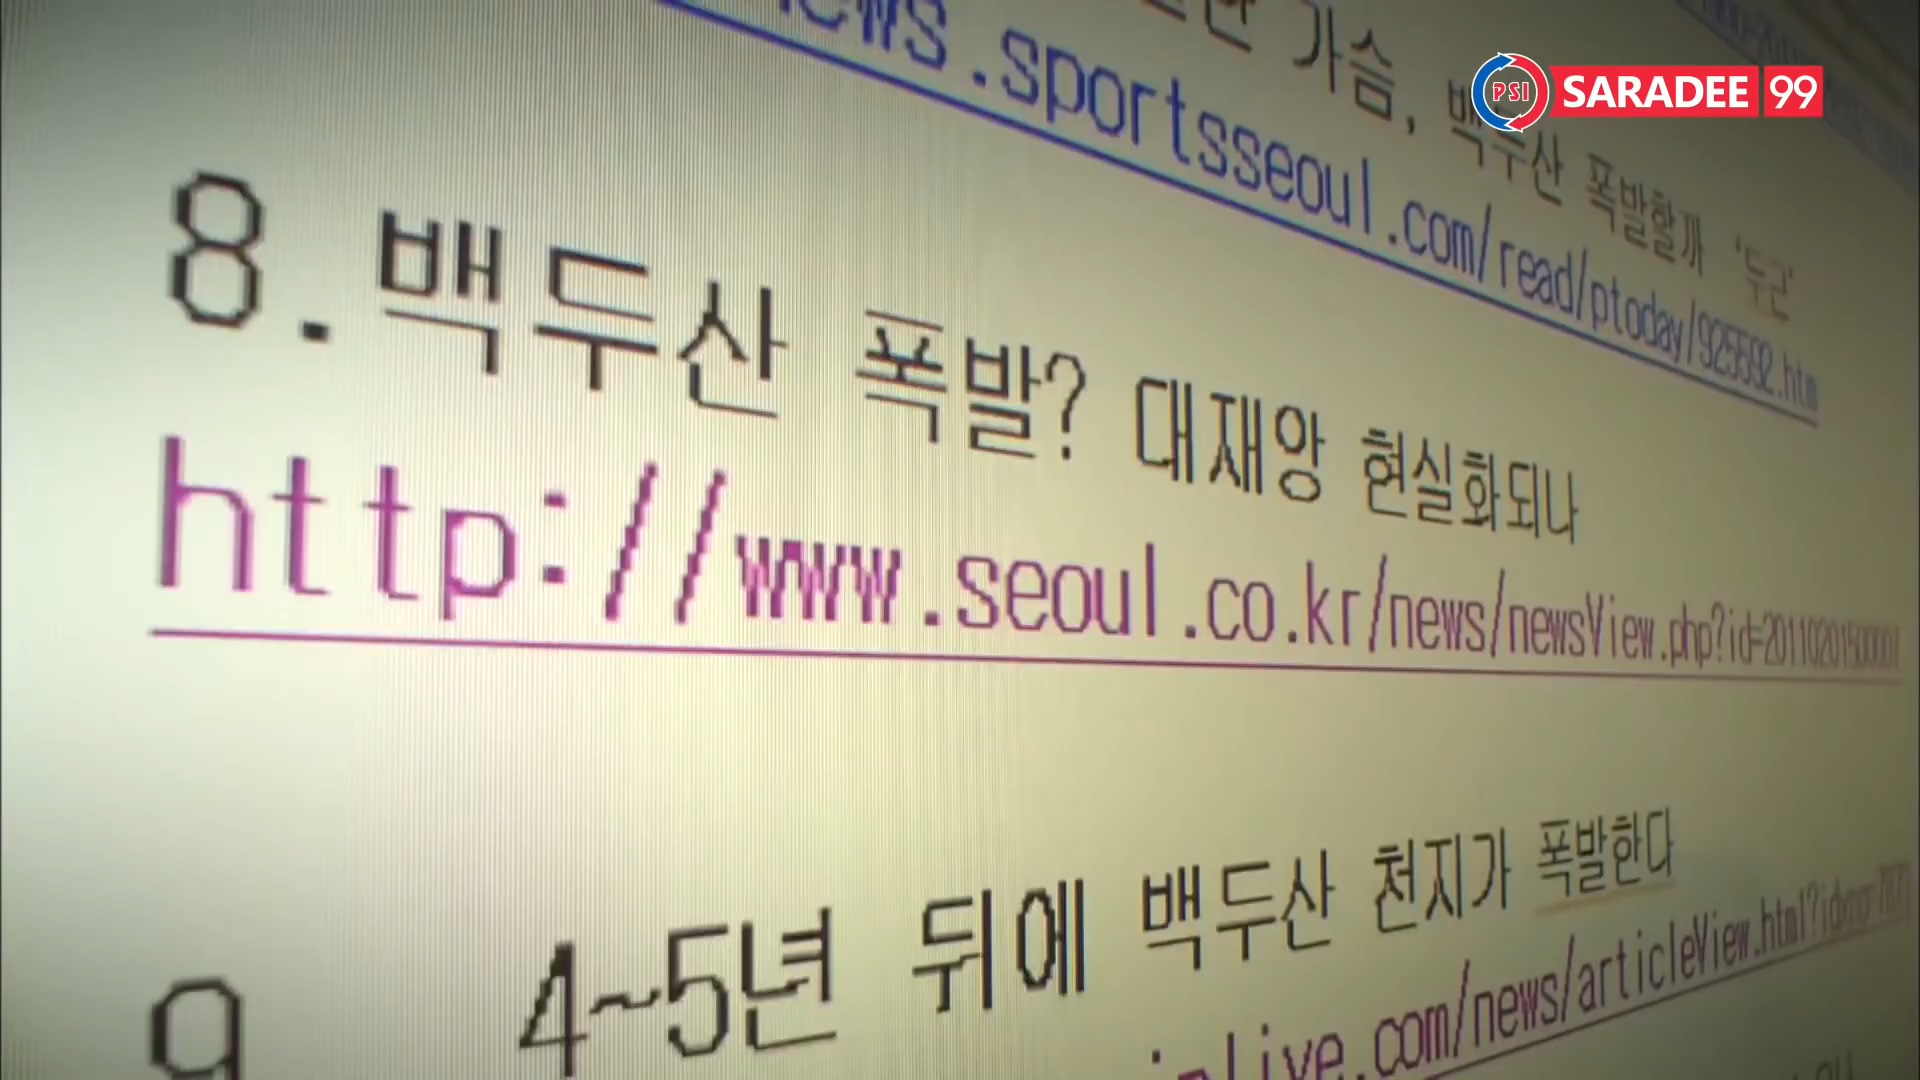 가슴, 백두산 폭발할까 '두근'
news.sportsseoul.com/read/ptoday/925592.htm
PSI SARADEE 99
8. 백두산 폭발? 대재앙 현실화되나
http://www.seoul.co.kr/news/newsView.php?id=20110201500001
9 4~5년 뒤에 백두산 천지가 폭발한다
Live.com/news/articleView.html?idxno=